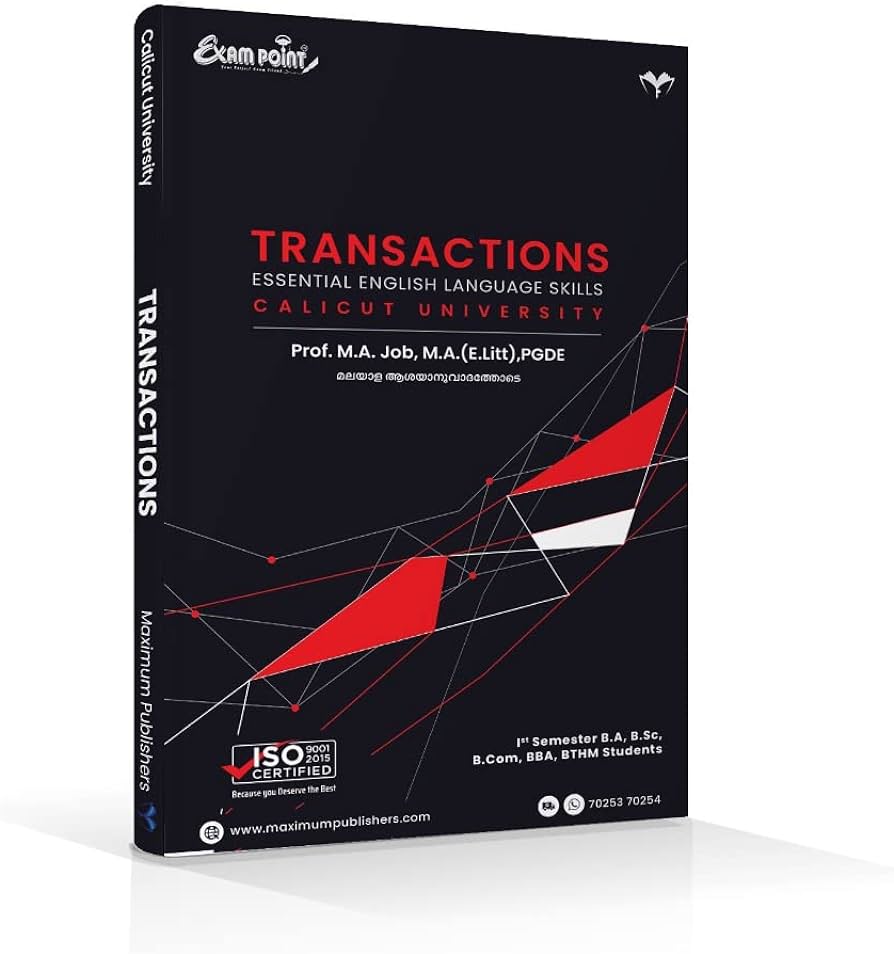 Calicut University
TRANSACTIONS
Maximum Publishers
EXAM POINT
TRANSACTIONS
ESSENTIAL ENGLISH LANGUAGE SKILLS
CALICUT UNIVERSITY
Prof. M.A. Job, M.A.(E.Litt),PGDE
മലയാള ആശയാനുവാദത്തോടെ
Ist Semester B.A, B.Sc,
B.Com, BBA, BTHM Students
ISO 9001
2015
CERTIFIED
Because you Deserve the Best
www.maximumpublishers.com
70253 70254